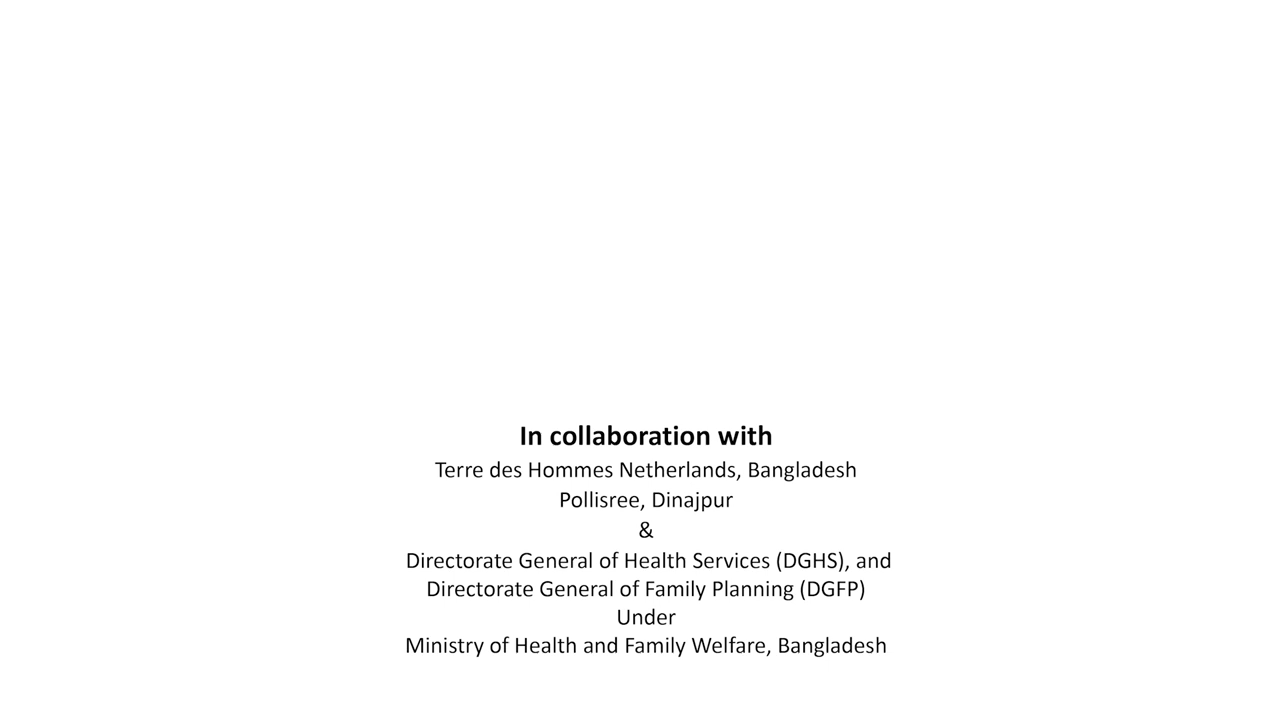 In collaboration with
Terre des Hommes Netherlands, Bangladesh
Pollisree, Dinajpur
&
Directorate General of Health Services (DGHS), and
Directorate General of Family Planning (DGFP)
Under
Ministry of Health and Family Welfare, Bangladesh